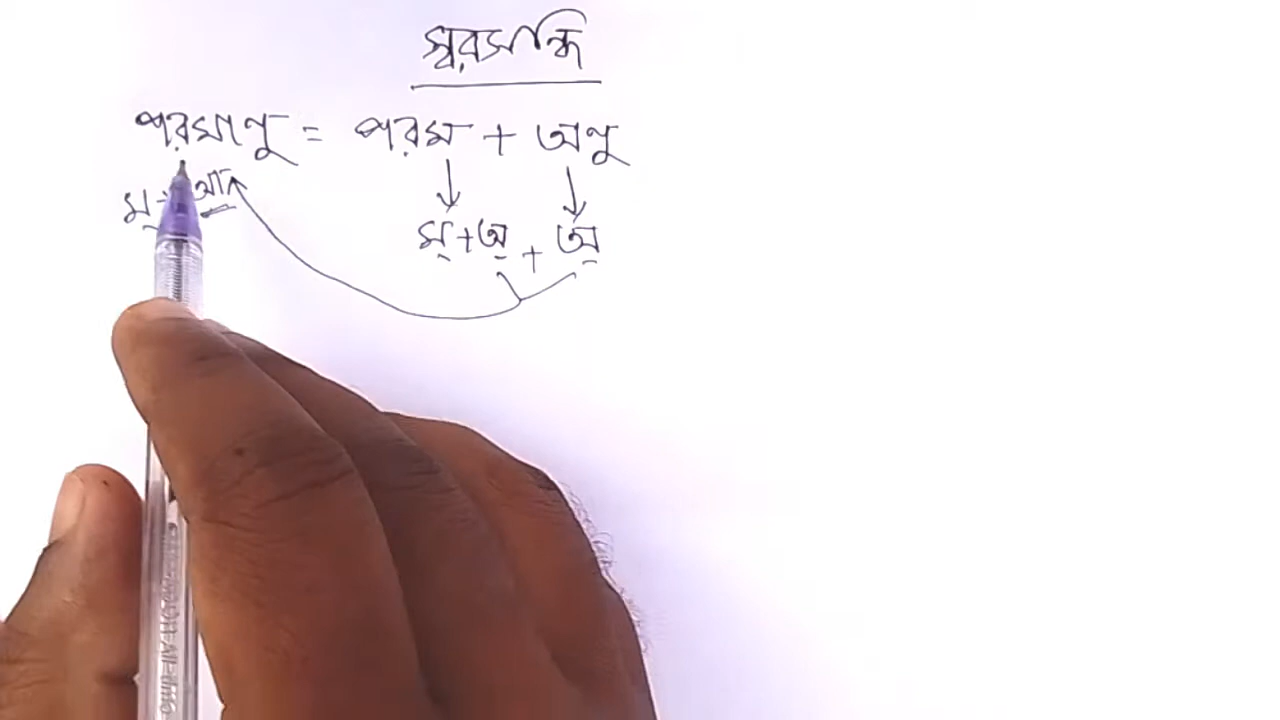 স্বরসন্ধি
পরমাণু = পরম + অণু
ম্ + আ
ম্ + অ + অ